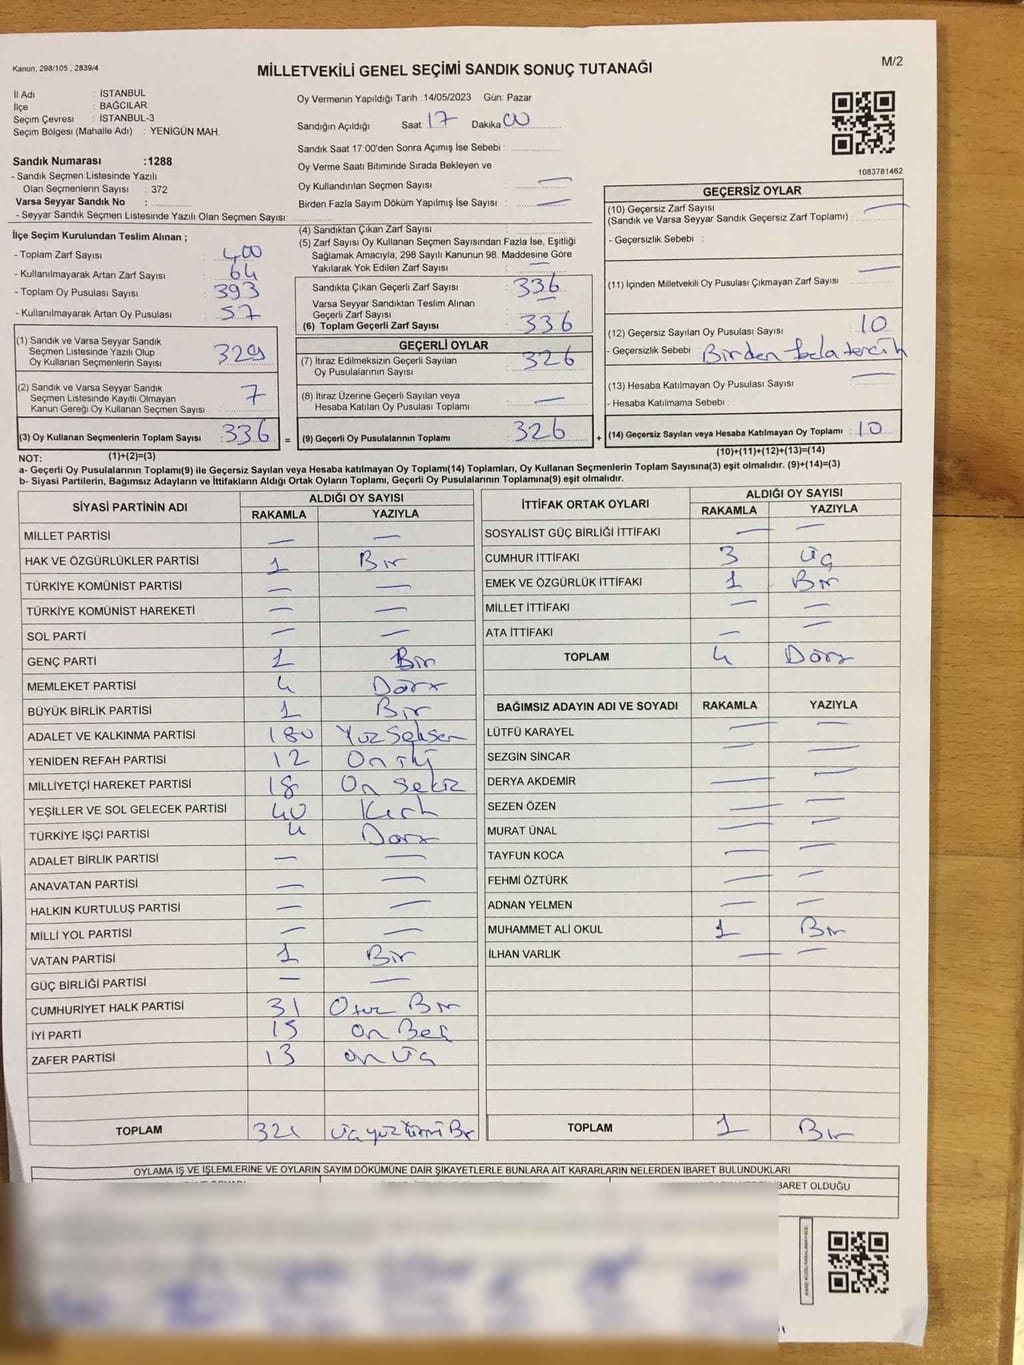 Kanun, 298/105 , 2839/4
MİLLETVEKİLİ GENEL SEÇİMİ SANDIK SONUÇ TUTANAĞI
M/2
İl Adı : İSTANBUL
İlçe : BAĞCILAR
Seçim Çevresi : İSTANBUL-3
Seçim Bölgesi (Mahalle Adı) : YENİGÜN MAH.
Sandık Numarası :1288
- Sandık Seçmen Listesinde Yazılı
Olan Seçmenlerin Sayısı : 372
Varsa Seyyar Sandık No :
- Seyyar Sandık Seçmen Listesinde Yazılı Olan Seçmen Sayısı:
Oy Vermenin Yapıldığı Tarih :14/05/2023 Gün: Pazar
Sandığın Açıldığı Saat 17 Dakika 00
Sandık Saat 17:00'den Sonra Açımış İse Sebebi :
Oy Verme Saati Bitiminde Sırada Bekleyen ve
Oy Kullandırılan Seçmen Sayısı : —
Birden Fazla Sayım Döküm Yapılmış İse Sayısı : —
1083781462
İlçe Seçim Kurulundan Teslim Alınan ;
- Toplam Zarf Sayısı : 400
- Kullanılmayarak Artan Zarf Sayısı : 64
- Toplam Oy Pusulası Sayısı : 393
- Kullanılmayarak Artan Oy Pusulası : 57
(1) Sandık ve Varsa Seyyar Sandık
Seçmen Listesinde Yazılı Olup
Oy Kullanan Seçmenlerin Sayısı : 329
(2) Sandık ve Varsa Seyyar Sandık
Seçmen Listesinde Kayıtlı Olmayan
Kanun Gereği Oy Kullanan Seçmen Sayısı : 7
(3) Oy Kullanan Seçmenlerin Toplam Sayısı : 336
(4) Sandıktan Çıkan Zarf Sayısı :
(5) Zarf Sayısı Oy Kullanan Seçmen Sayısından Fazla İse, Eşitliği
Sağlamak Amacıyla, 298 Sayılı Kanunun 98. Maddesine Göre
Yakılarak Yok Edilen Zarf Sayısı : —
Sandıkta Çıkan Geçerli Zarf Sayısı : 336
Varsa Seyyar Sandıktan Teslim Alınan
Geçerli Zarf Sayısı : —
(6) Toplam Geçerli Zarf Sayısı : 336
GEÇERLİ OYLAR
(7) İtiraz Edilmeksizin Geçerli Sayılan
Oy Pusulalarının Sayısı : 326
(8) İtiraz Üzerine Geçerli Sayılan veya
Hesaba Katılan Oy Pusulası Toplamı : —
= (9) Geçerli Oy Pusulalarının Toplamı : 326
GEÇERSİZ OYLAR
(10) Geçersiz Zarf Sayısı
(Sandık ve Varsa Seyyar Sandık Geçersiz Zarf Toplamı) : —
- Geçersizlik Sebebi :
(11) İçinden Milletvekili Oy Pusulası Çıkmayan Zarf Sayısı : —
(12) Geçersiz Sayılan Oy Pusulası Sayısı : 10
- Geçersizlik Sebebi : Birden fazla tercih
(13) Hesaba Katılmayan Oy Pusulası Sayısı : —
- Hesaba Katılmama Sebebi :
+ (14) Geçersiz Sayılan veya Hesaba Katılmayan Oy Toplamı : 10
NOT: (1)+(2)=(3)
(10)+(11)+(12)+(13)=(14)
a- Geçerli Oy Pusulalarının Toplamı(9) ile Geçersiz Sayılan veya Hesaba katılmayan Oy Toplamı(14) Toplamları, Oy Kullanan Seçmenlerin Toplam Sayısına(3) eşit olmalıdır. (9)+(14)=(3)
b- Siyasi Partilerin, Bağımsız Adayların ve İttifakların Aldığı Ortak Oyların Toplamı, Geçerli Oy Pusulalarının Toplamına(9) eşit olmalıdır.
SİYASİ PARTİNİN ADI ALDIĞI OY SAYISI
RAKAMLA YAZIYLA
MİLLET PARTİSİ — —
HAK VE ÖZGÜRLÜKLER PARTİSİ 1 Bir
TÜRKİYE KOMÜNİST PARTİSİ — —
TÜRKİYE KOMÜNİST HAREKETİ — —
SOL PARTİ — —
GENÇ PARTİ 1 Bir
MEMLEKET PARTİSİ 4 Dört
BÜYÜK BİRLİK PARTİSİ 1 Bir
ADALET VE KALKINMA PARTİSİ 180 Yüz Seksen
YENİDEN REFAH PARTİSİ 12 On iki
MİLLİYETÇİ HAREKET PARTİSİ 18 On Sekiz
YEŞİLLER VE SOL GELECEK PARTİSİ 40 Kırk
TÜRKİYE İŞÇİ PARTİSİ 4 Dört
ADALET BİRLİK PARTİSİ — —
ANAVATAN PARTİSİ — —
HALKIN KURTULUŞ PARTİSİ — —
MİLLİ YOL PARTİSİ — —
VATAN PARTİSİ 1 Bir
GÜÇ BİRLİĞİ PARTİSİ — —
CUMHURİYET HALK PARTİSİ 31 Otuz Bir
İYİ PARTİ 15 On Beş
ZAFER PARTİSİ 13 on üç
TOPLAM 321 üç yüz Yirmi Bir
İTTİFAK ORTAK OYLARI ALDIĞI OY SAYISI
RAKAMLA YAZIYLA
SOSYALİST GÜÇ BİRLİĞİ İTTİFAKI — —
CUMHUR İTTİFAKI 3 üç
EMEK VE ÖZGÜRLÜK İTTİFAKI 1 Bir
MİLLET İTTİFAKI — —
ATA İTTİFAKI — —
TOPLAM 4 Dört
BAĞIMSIZ ADAYIN ADI VE SOYADI RAKAMLA YAZIYLA
LÜTFÜ KARAYEL — —
SEZGİN SİNCAR — —
DERYA AKDEMİR — —
SEZEN ÖZEN — —
MURAT ÜNAL — —
TAYFUN KOCA — —
FEHMİ ÖZTÜRK — —
ADNAN YELMEN — —
MUHAMMET ALİ OKUL 1 Bir
İLHAN VARLIK — —
TOPLAM 1 Bir
OYLAMA İŞ VE İŞLEMLERİNE VE OYLARIN SAYIM DÖKÜMÜNE DAİR ŞİKAYETLERLE BUNLARA AİT KARARLARIN NELERDEN İBARET BULUNDUKLARI
BARET OLDUĞU